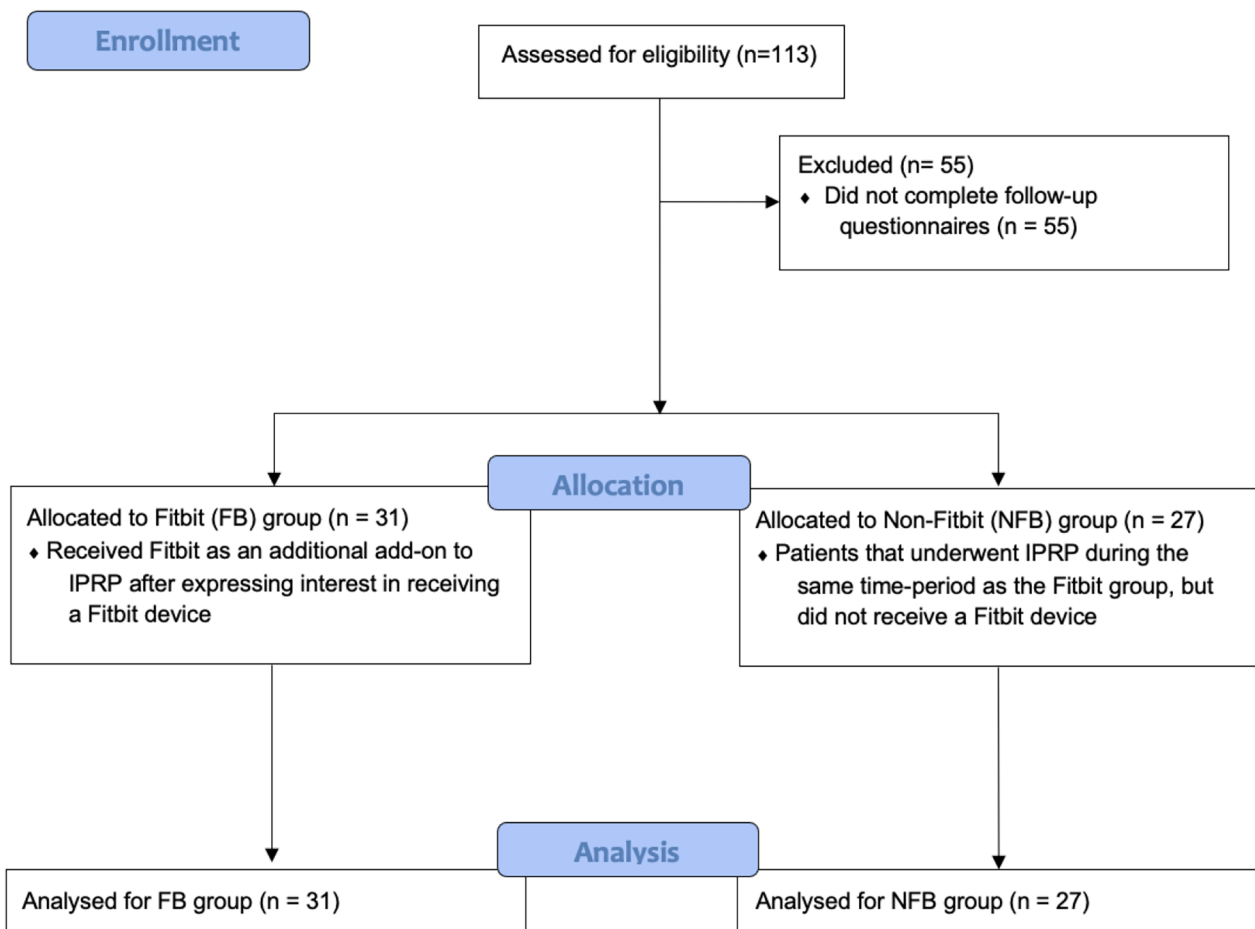 Enrollment
Assessed for eligibility (n=113)
Excluded (n= 55)
♦ Did not complete follow-up
questionnaires (n = 55)
Allocation
Allocated to Fitbit (FB) group (n = 31)
♦ Received Fitbit as an additional add-on to
IPRP after expressing interest in receiving
a Fitbit device
Allocated to Non-Fitbit (NFB) group (n = 27)
♦ Patients that underwent IPRP during the
same time-period as the Fitbit group, but
did not receive a Fitbit device
Analysis
Analysed for FB group (n = 31)
Analysed for NFB group (n = 27)